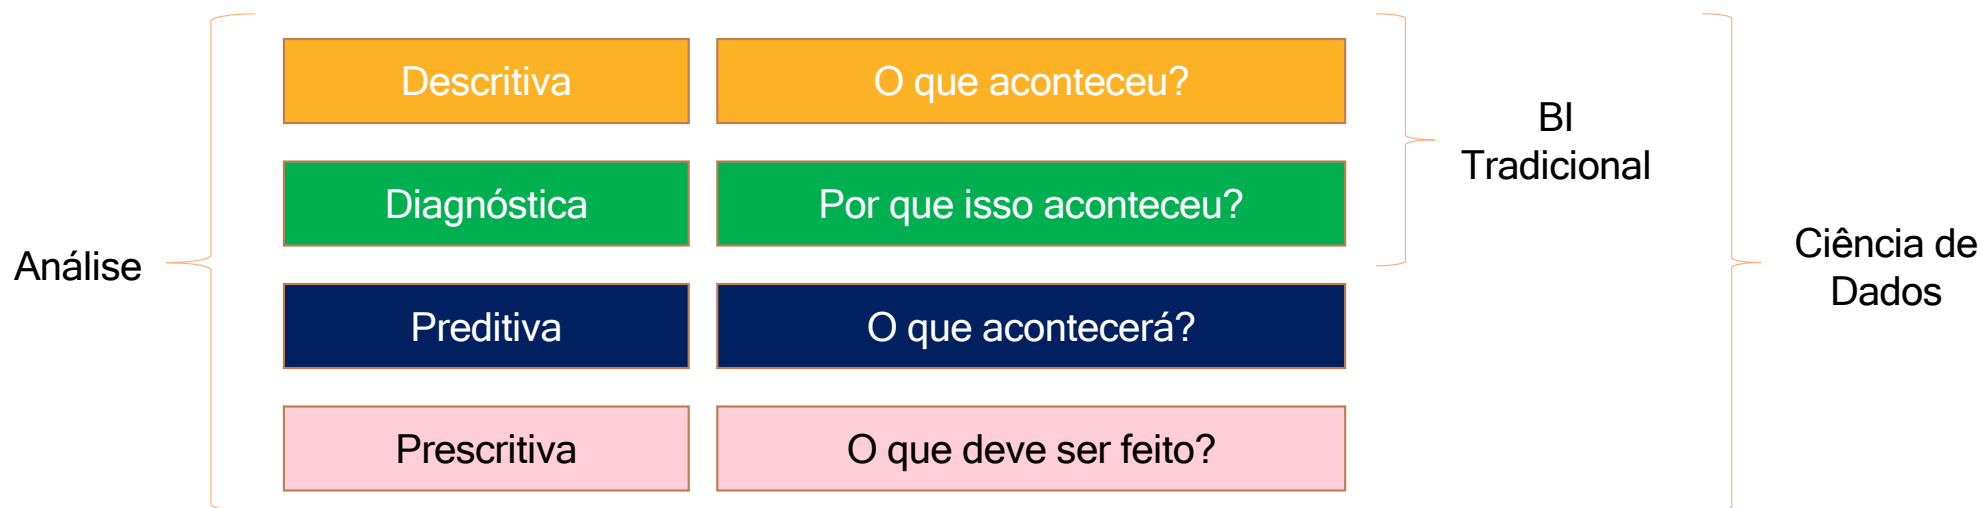 Análise
Descritiva
O que aconteceu?
Diagnóstica
Por que isso aconteceu?
Preditiva
O que acontecerá?
Prescritiva
O que deve ser feito?
BI
Tradicional
Ciência de
Dados